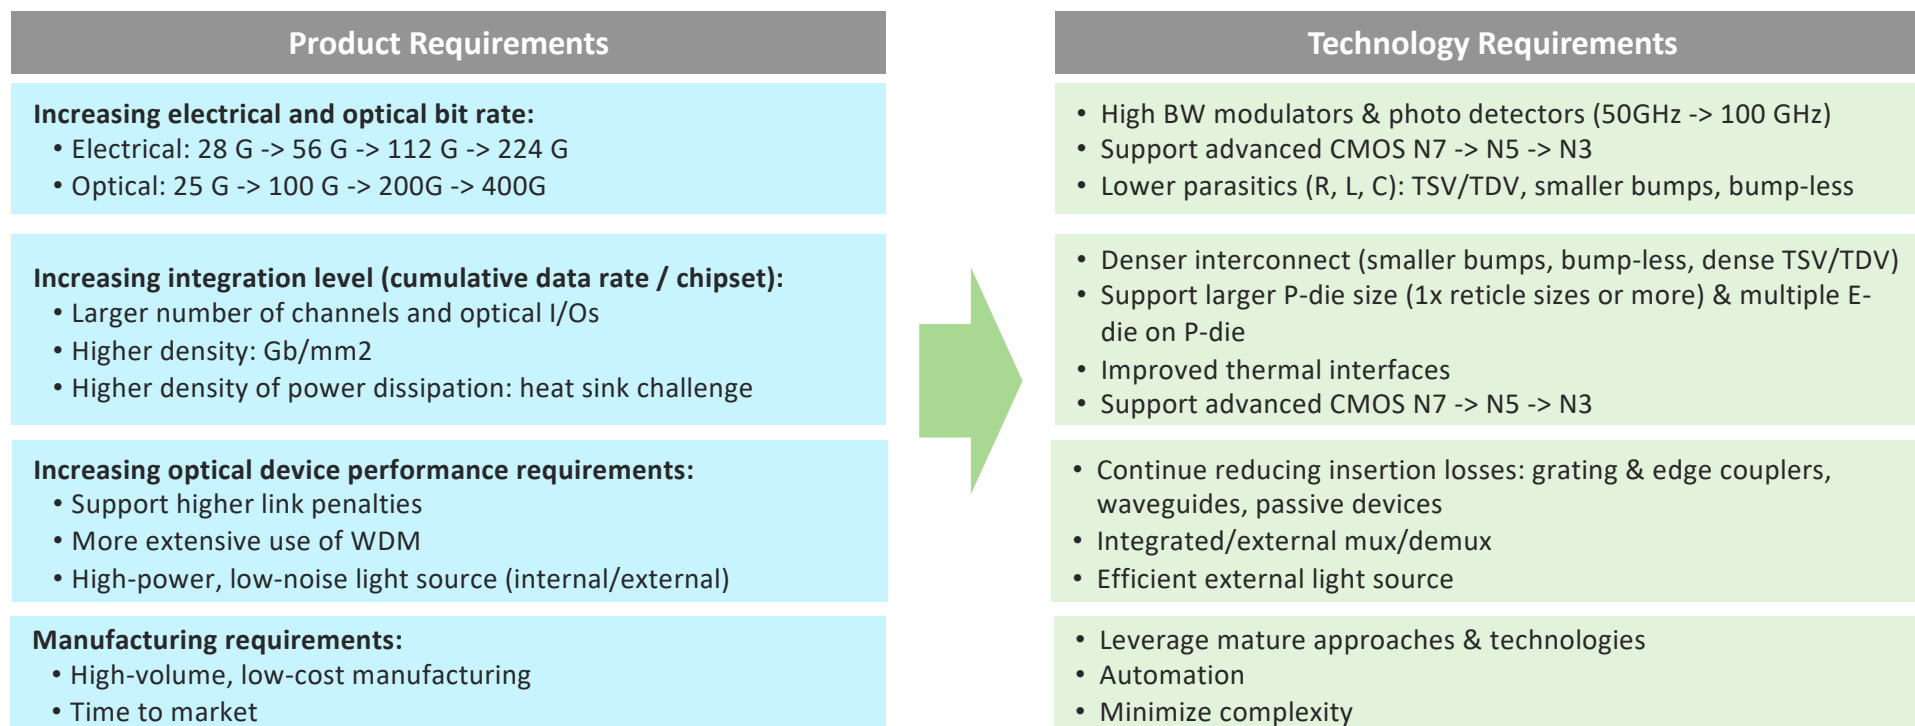 Product Requirements
Increasing electrical and optical bit rate:
• Electrical: 28 G -> 56 G -> 112 G -> 224 G
• Optical: 25 G -> 100 G -> 200G -> 400G
Increasing integration level (cumulative data rate / chipset):
• Larger number of channels and optical I/Os
• Higher density: Gb/mm2
• Higher density of power dissipation: heat sink challenge
Increasing optical device performance requirements:
• Support higher link penalties
• More extensive use of WDM
• High-power, low-noise light source (internal/external)
Manufacturing requirements:
• High-volume, low-cost manufacturing
• Time to market
Technology Requirements
• High BW modulators & photo detectors (50GHz -> 100 GHz)
• Support advanced CMOS N7 -> N5 -> N3
• Lower parasitics (R, L, C): TSV/TDV, smaller bumps, bump-less
• Denser interconnect (smaller bumps, bump-less, dense TSV/TDV)
• Support larger P-die size (1x reticle sizes or more) & multiple E-
die on P-die
• Improved thermal interfaces
• Support advanced CMOS N7 -> N5 -> N3
• Continue reducing insertion losses: grating & edge couplers,
waveguides, passive devices
• Integrated/external mux/demux
• Efficient external light source
• Leverage mature approaches & technologies
• Automation
• Minimize complexity